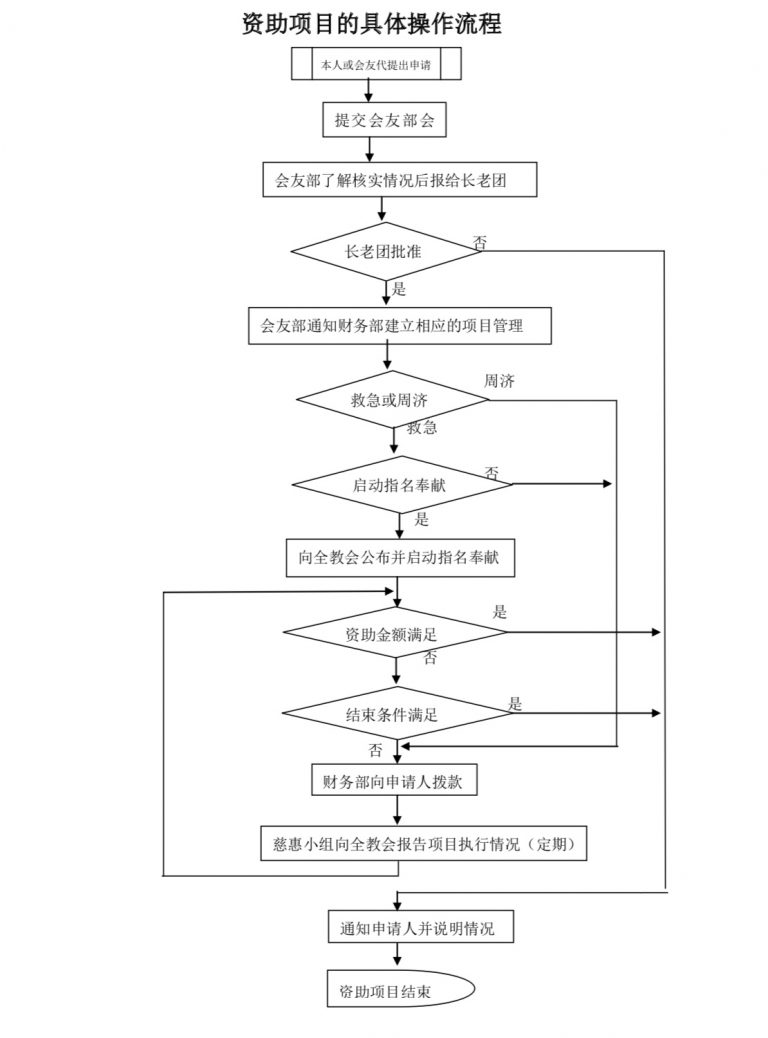 资助项目的具体操作流程
本人或会友代提出申请
提交会友部会
会友部了解核实情况后报给长老团
否
长老团批准
是
会友部通知财务部建立相应的项目管理
周济
救急或周济
救急
否
启动指名奉献
是
向全教会公布并启动指名奉献
是
资助金额满足
否
是
结束条件满足
否
财务部向申请人拨款
慈惠小组向全教会报告项目执行情况（定期）
通知申请人并说明情况
资助项目结束